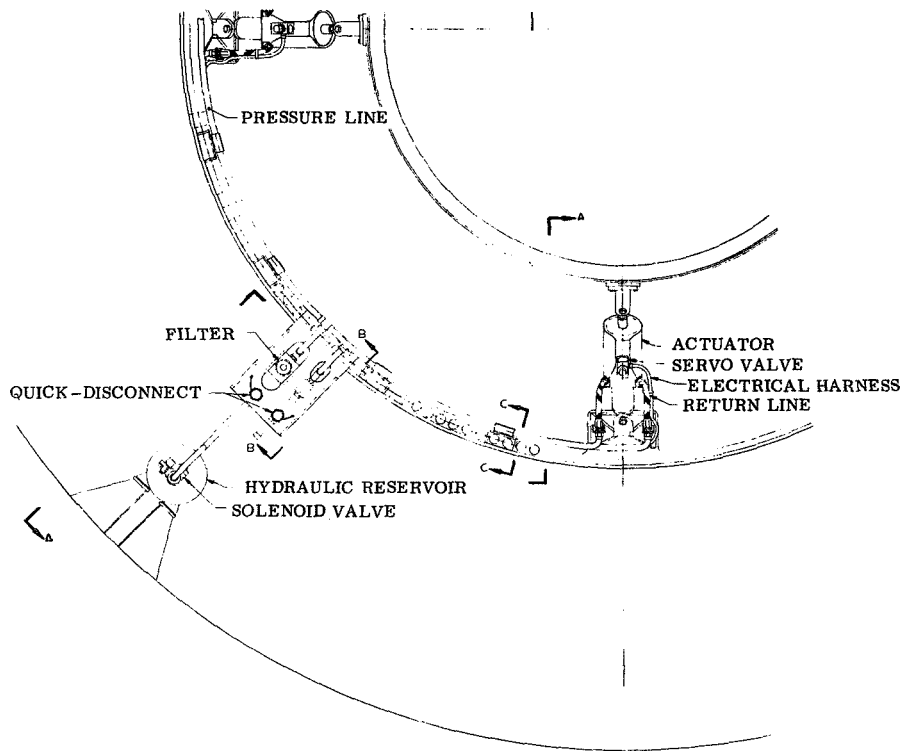 PRESSURE LINE
A
FILTER
B
ACTUATOR
SERVO VALVE
QUICK-DISCONNECT
ELECTRICAL HARNESS
RETURN LINE
C
B
C
HYDRAULIC RESERVOIR
SOLENOID VALVE
A